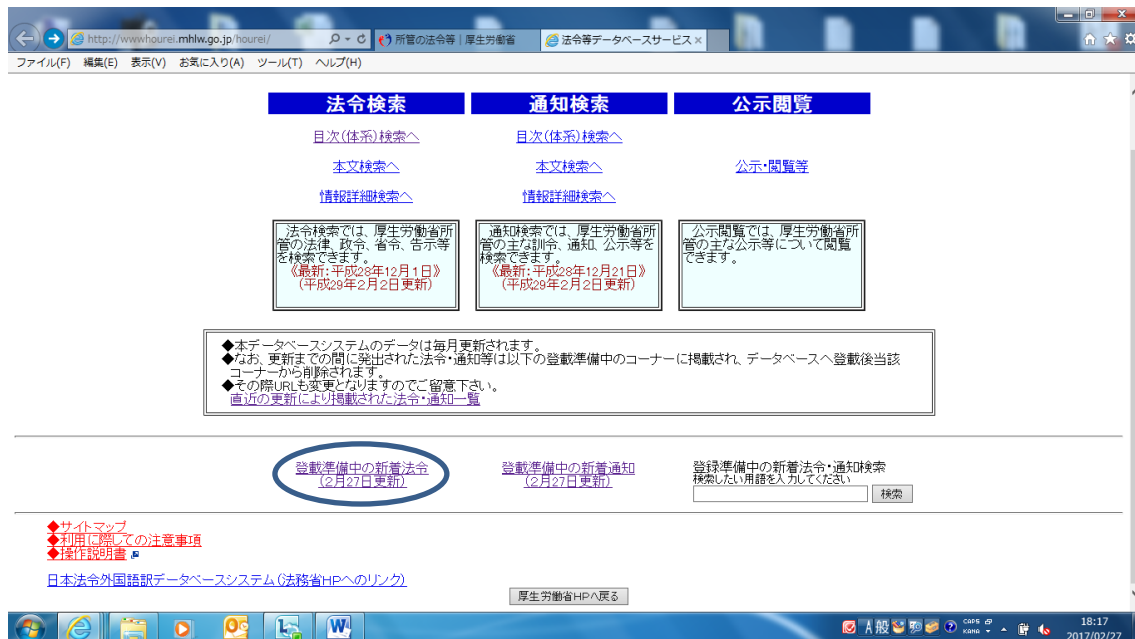 http://wwwhourei.mhlw.go.jp/hourei/
所管の法令等 | 厚生労働省
法令等データベースサービス
ファイル(F) 編集(E) 表示(V) お気に入り(A) ツール(T) ヘルプ(H)
法令検索 通知検索 公示閲覧
目次(体系)検索へ 目次(体系)検索へ
本文検索へ 本文検索へ 公示・閲覧等
情報詳細検索へ 情報詳細検索へ
法令検索では、厚生労働省所
管の法律、政令、省令、告示等
を検索できます。
《最新:平成28年12月1日》
(平成29年2月2日更新)
通知検索では、厚生労働省所
管の主な訓令、通知、公示等を
検索できます。
《最新:平成28年12月21日》
(平成29年2月2日更新)
公示閲覧では、厚生労働省所
管の主な公示等について閲覧
できます。
◆本データベースシステムのデータは毎月更新されます。
◆なお、更新までの間に発出された法令・通知等は以下の登載準備中のコーナーに掲載され、データベースへ登載後当該
コーナーから削除されます。
◆その際URLも変更となりますのでご留意下さい。
直近の更新により掲載された法令・通知一覧
登載準備中の新着法令
(2月27日更新)
登載準備中の新着通知
(2月27日更新)
登録準備中の新着法令・通知検索
検索したい用語を入力してください
検索
◆サイトマップ
◆利用に際しての注意事項
◆操作説明書
日本法令外国語訳データベースシステム(法務省HPへのリンク)
厚生労働省HPへ戻る
A 般 CAPS
KANA
18:17
2017/02/27